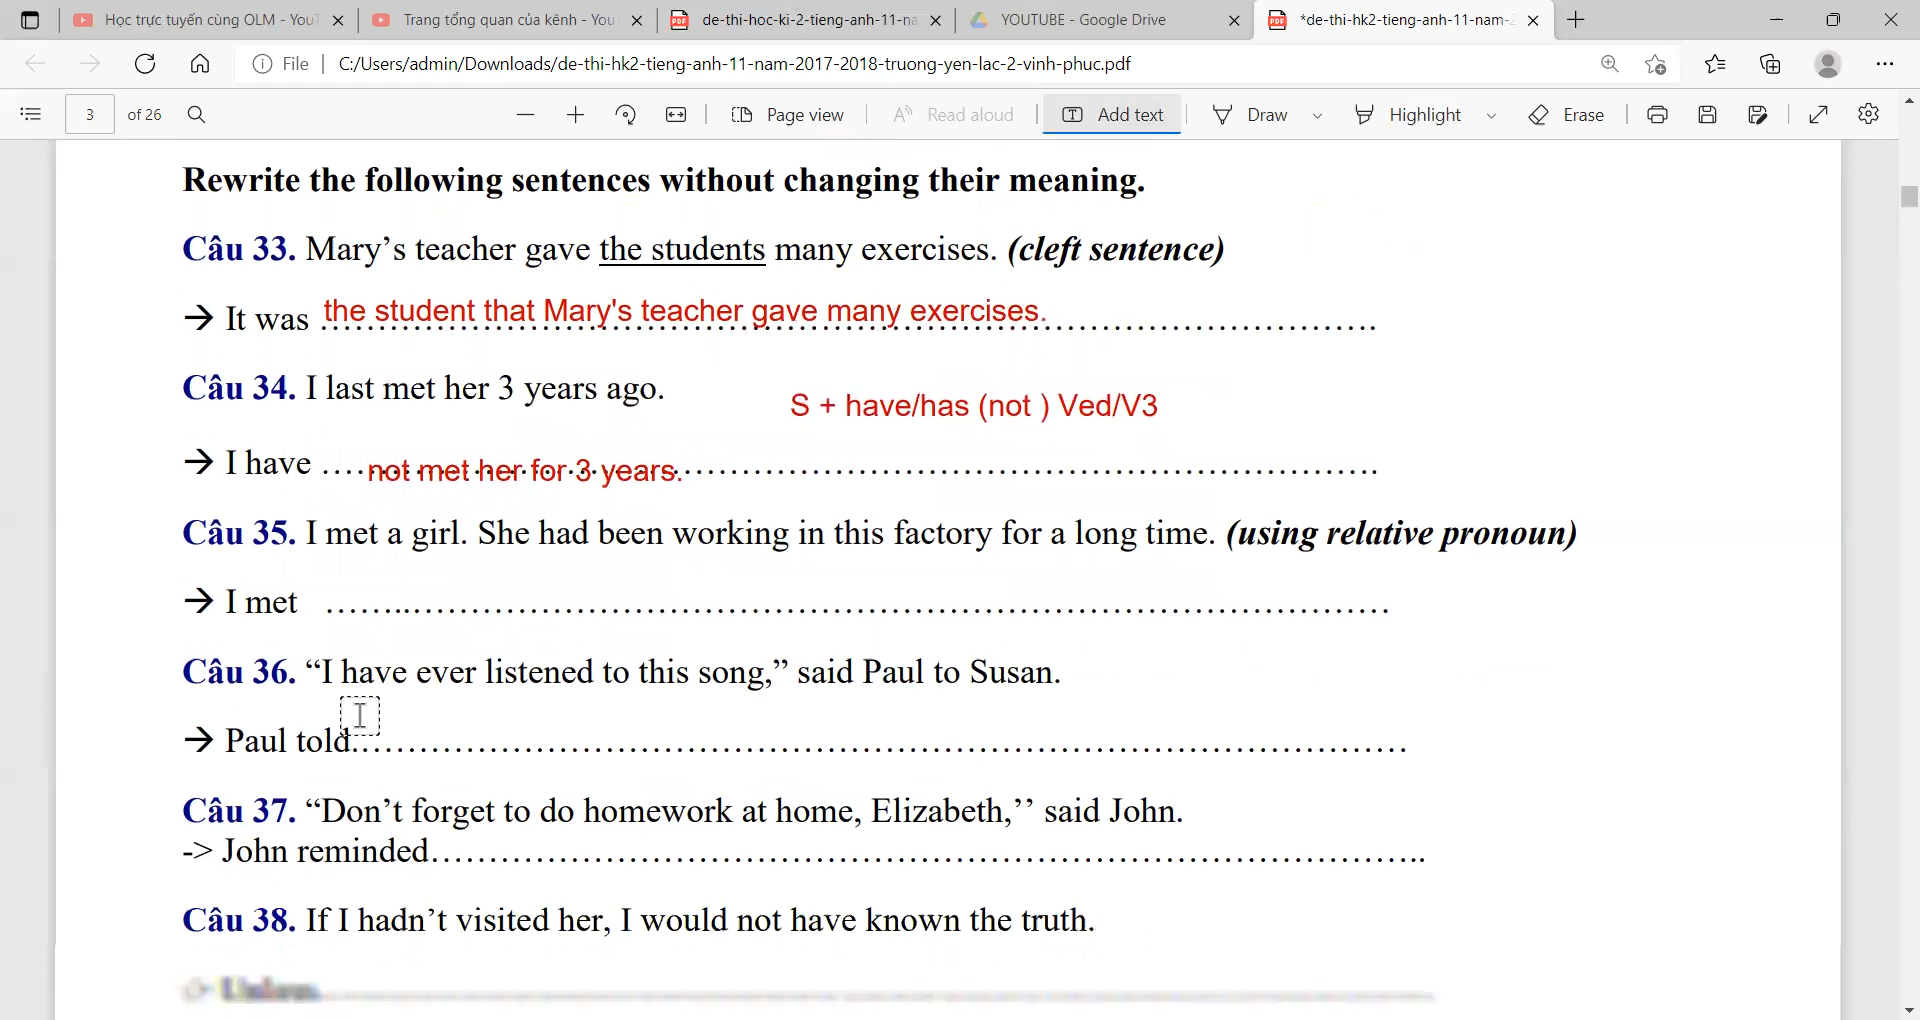 Học trực tuyến cùng OLM - YouT
Trang tổng quan của kênh - You
de-thi-hoc-ki-2-tieng-anh-11-na
YOUTUBE - Google Drive
*de-thi-hk2-tieng-anh-11-nam-2
File
C:/Users/admin/Downloads/de-thi-hk2-tieng-anh-11-nam-2017-2018-truong-yen-lac-2-vinh-phuc.pdf
3 of 26
Page view
Read aloud
Add text
Draw
Highlight
Erase
Rewrite the following sentences without changing their meaning.
Câu 33. Mary’s teacher gave the students many exercises. (cleft sentence)
→ It was the student that Mary's teacher gave many exercises.
Câu 34. I last met her 3 years ago.
S + have/has (not ) Ved/V3
→ I have not met her for 3 years.
Câu 35. I met a girl. She had been working in this factory for a long time. (using relative pronoun)
→ I met ………………………………………………………………
Câu 36. “I have ever listened to this song,” said Paul to Susan.
→ Paul told………………………………………………………………
Câu 37. “Don’t forget to do homework at home, Elizabeth,’’ said John.
-> John reminded………………………………………………………………
Câu 38. If I hadn’t visited her, I would not have known the truth.